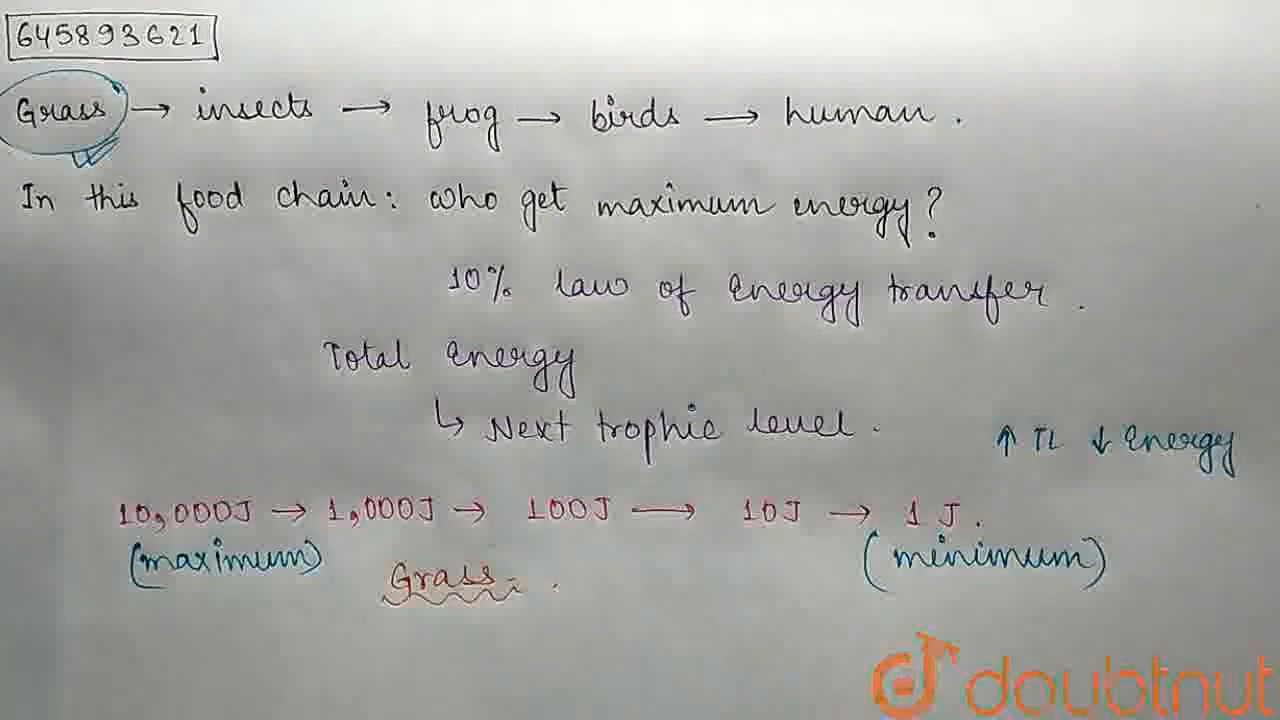 645893621
Grass → insects → frog → birds → human.
In this food chain: who get maximum energy?
10% law of energy transfer.
Total energy
↳ Next trophic level.
↑ TL ↓ energy
10,000J → 1,000J → 100J → 10J → 1 J.
(maximum) (minimum)
Grass.
doubtnut